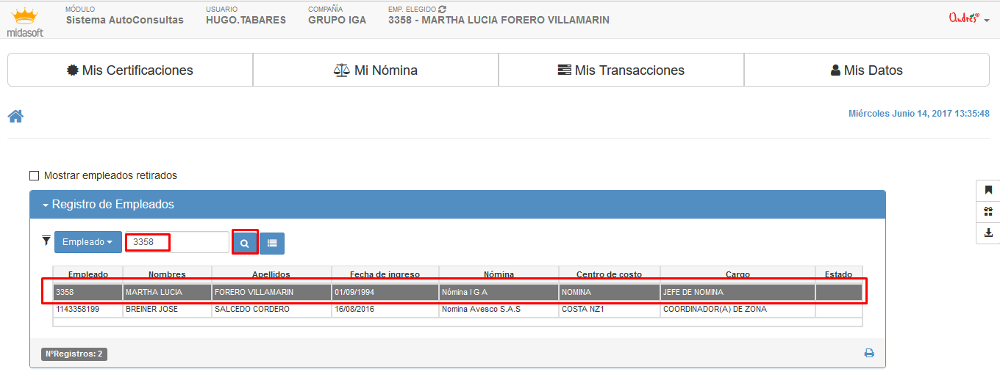 midasoft
MÓDULO
Sistema AutoConsultas
USUARIO
HUGO.TABARES
COMPAÑÍA
GRUPO IGA
EMP. ELEGIDO
3358 - MARTHA LUCIA FORERO VILLAMARIN
Qudres
Mis Certificaciones Mi Nómina Mis Transacciones Mis Datos
Miércoles Junio 14, 2017 13:35:48
Mostrar empleados retirados
Registro de Empleados
Empleado 3358
Empleado Nombres Apellidos Fecha de ingreso Nómina Centro de costo Cargo Estado
3358 MARTHA LUCIA FORERO VILLAMARIN 01/09/1994 Nómina I G A NOMINA JEFE DE NOMINA
1143358199 BREINER JOSE SALCEDO CORDERO 16/08/2016 Nomina Avesco S.A.S COSTA NZ1 COORDINADOR(A) DE ZONA
N°Registros: 2